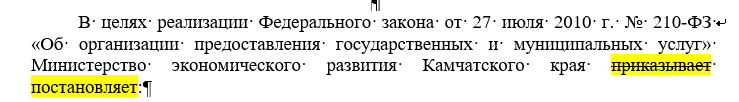 В целях реализации Федерального закона от 27 июля 2010 г. № 210-ФЗ
«Об организации предоставления государственных и муниципальных услуг»
Министерство экономического развития Камчатского края приказывает
постановляет: